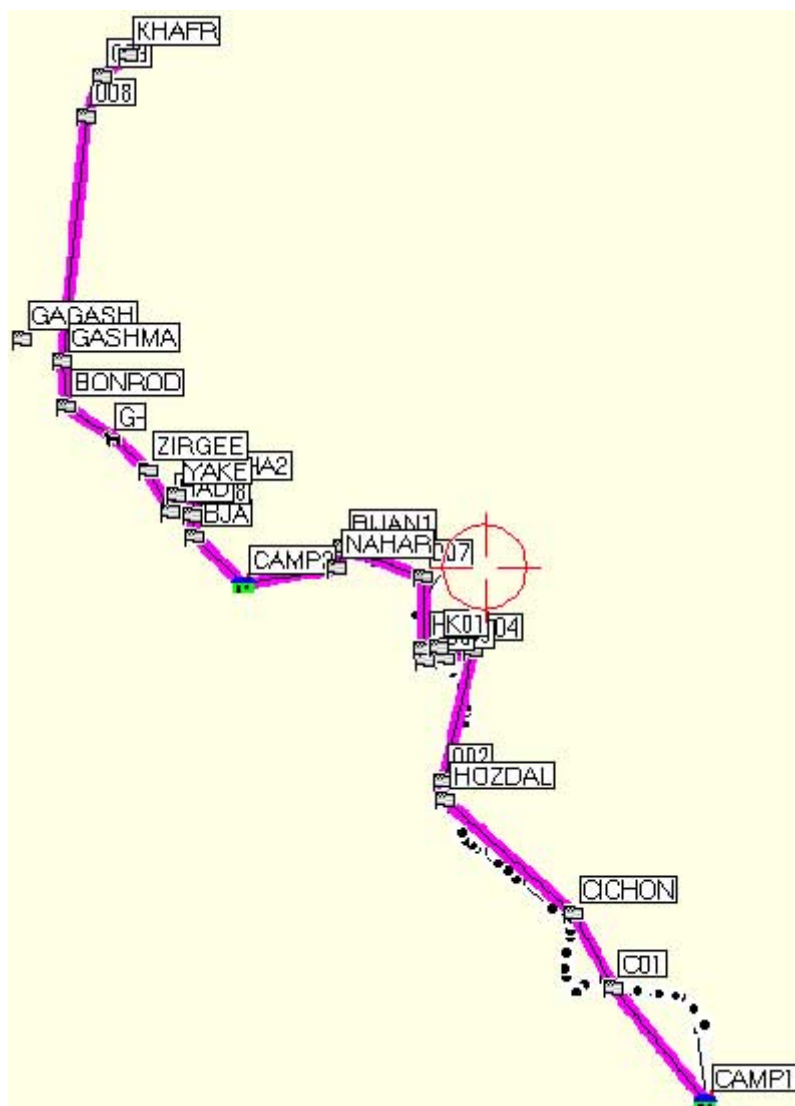 KHAFR
008
GAGASH
GASHMA
BONROD
G-
ZIRGEE
YAKE
HA2
BJA
BIJAN1
NAHAR
007
CAMP2
HK01
004
002
HOZDAL
CICHON
C01
CAMP1